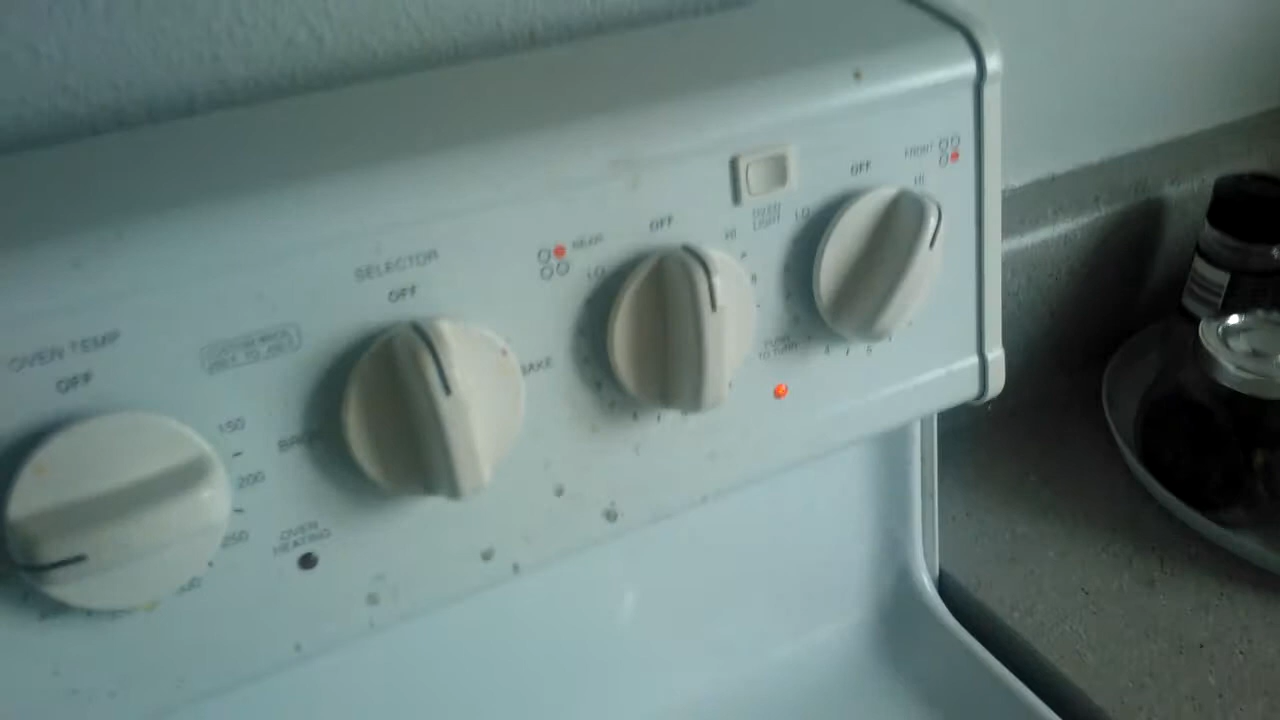 OVEN TEMP
OFF
150
200
250
SELECTOR
OFF
BAKE
OVEN
HEATING
REAR
OFF
LO
HI
OVEN
LIGHT
PUSH
TO TURN
FRONT
OFF
LO
HI